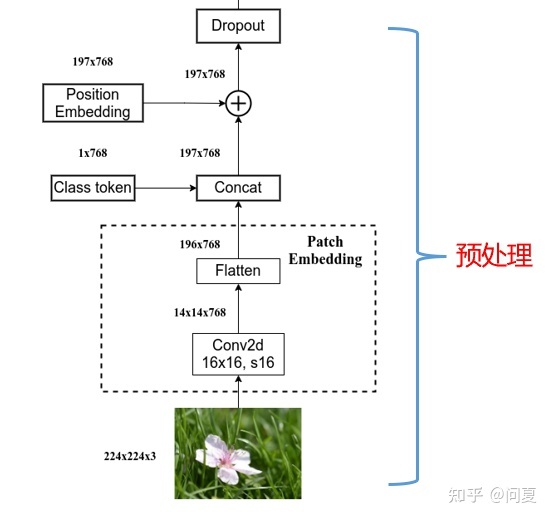 Dropout
197x768
197x768
Position
Embedding
1x768
197x768
Class token
Concat
196x768
Patch
Embedding
Flatten
14x14x768
Conv2d
16x16, s16
224x224x3
预处理
知乎 @问夏